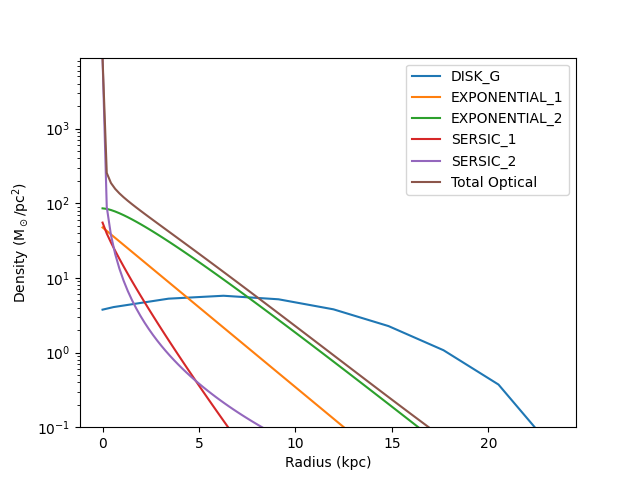 DISK_G
EXPONENTIAL_1
EXPONENTIAL_2
SERSIC_1
SERSIC_2
Total Optical
10³
10²
10¹
10⁰
10⁻¹
Density (M⊙/pc²)
0 5 10 15 20
Radius (kpc)